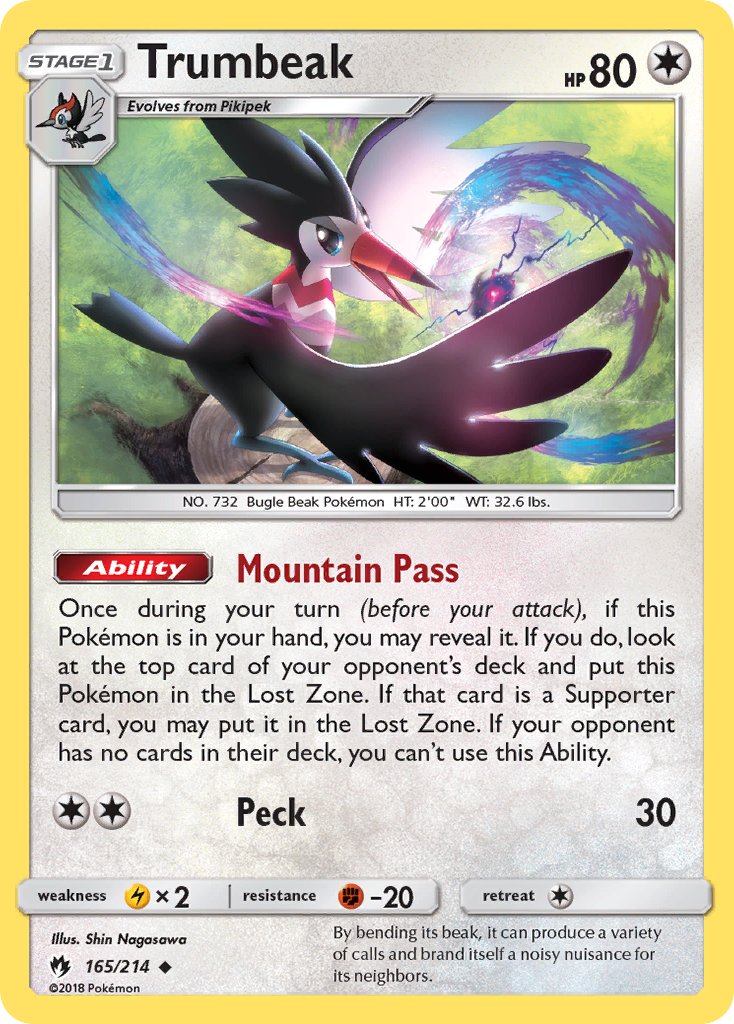 STAGE1
Trumbeak
HP80
Evolves from Pikipek
NO. 732 Bugle Beak Pokémon HT: 2'00" WT: 32.6 lbs.
Ability Mountain Pass
Once during your turn (before your attack), if this
Pokémon is in your hand, you may reveal it. If you do, look
at the top card of your opponent's deck and put this
Pokémon in the Lost Zone. If that card is a Supporter
card, you may put it in the Lost Zone. If your opponent
has no cards in their deck, you can't use this Ability.
Peck 30
weakness ×2 resistance -20 retreat
Illus. Shin Nagasawa
165/214
©2018 Pokémon
By bending its beak, it can produce a variety
of calls and brand itself a noisy nuisance for
its neighbors.